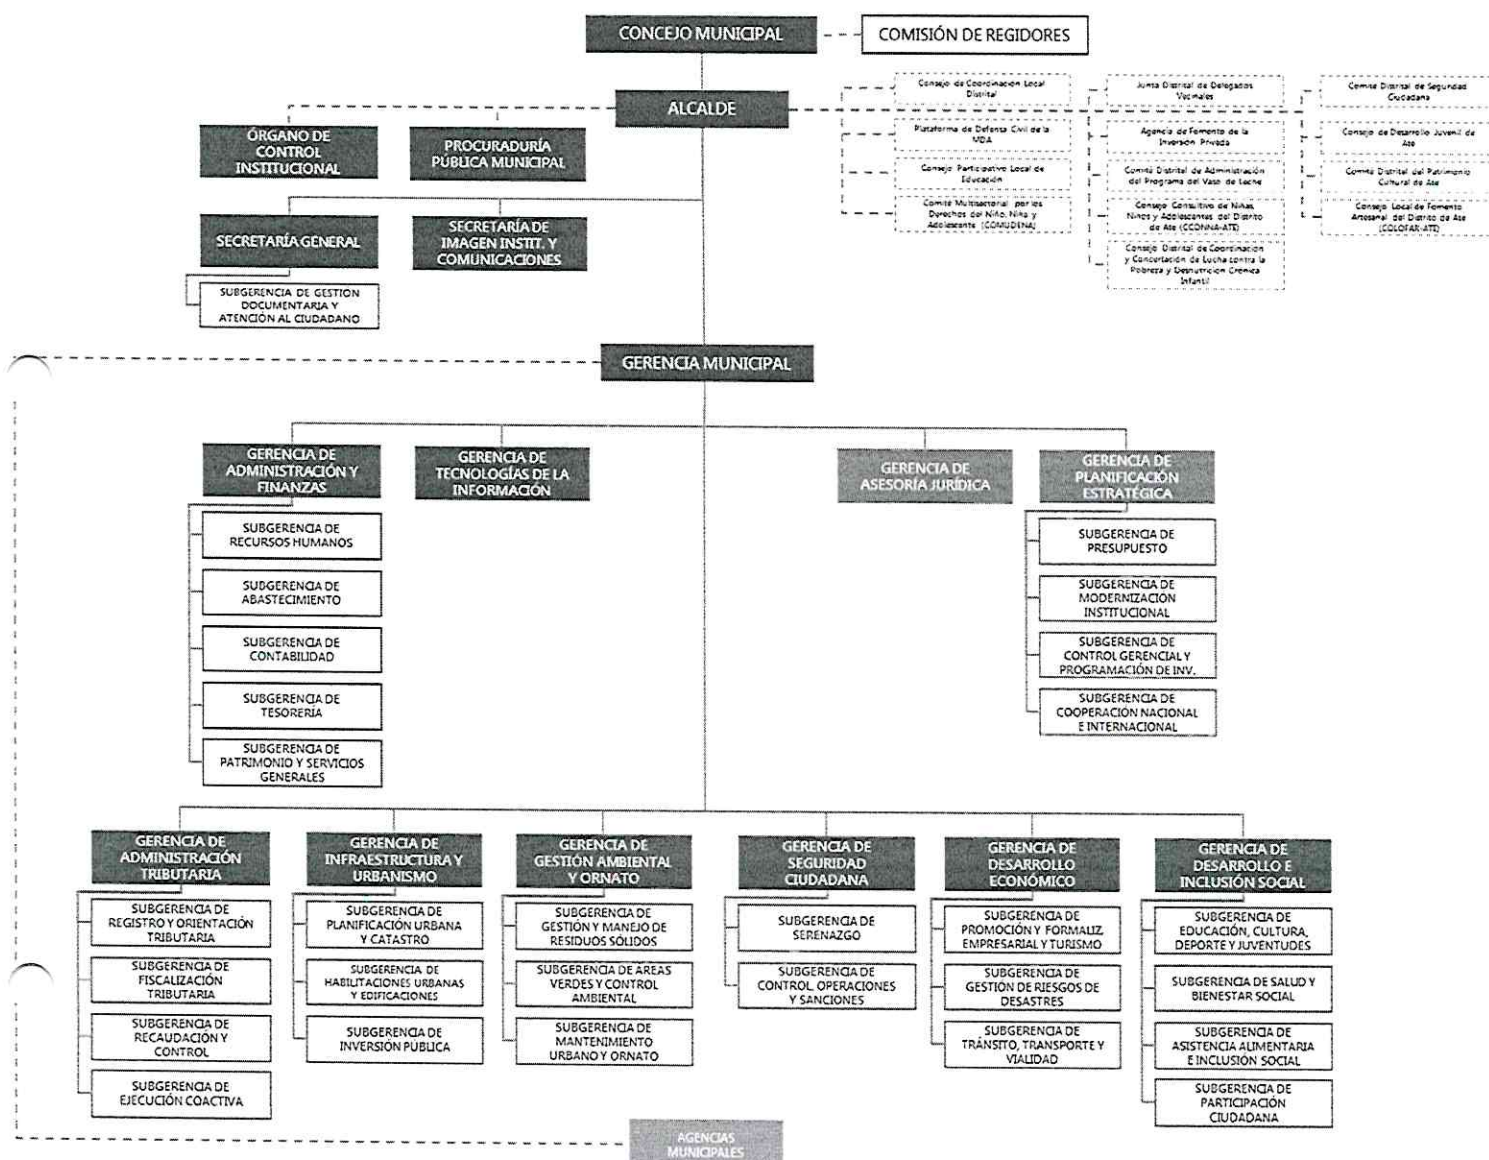 CONCEJO MUNICIPAL
COMISIÓN DE REGIDORES
ALCALDE
Consejo de Coordinación Local
Distrital
Junta Distrital de Delegados
Vecinales
Comité Distrital de Seguridad
Ciudadana
Plataforma de Defensa Civil de la
MDA
Agencia de Fomento de la
Inversión Privada
Consejo de Desarrollo Juvenil de
Ate
Consejo Participativo Local de
Educación
Comité Distrital de Administración
del Programa del Vaso de Leche
Comité Distrital del Patrimonio
Cultural de Ate
Comité Multisectorial por los
Derechos del Niño, Niña y
Adolescente (COMUDENA)
Consejo Consultivo de Niñas,
Niños y Adolescentes del Distrito
de Ate (CCONNA-ATE)
Consejo Local de Fomento
Artesanal del Distrito de Ate
(COLOFAR-ATE)
Consejo Distrital de Coordinación
y Concertación de Lucha contra la
Pobreza y Desnutrición Crónica
Infantil
ÓRGANO DE
CONTROL
INSTITUCIONAL
PROCURADURÍA
PÚBLICA MUNICIPAL
SECRETARÍA GENERAL
SECRETARÍA DE
IMAGEN INSTIT. Y
COMUNICACIONES
SUBGERENCIA DE GESTIÓN
DOCUMENTARIA Y
ATENCIÓN AL CIUDADANO
GERENCIA MUNICIPAL
GERENCIA DE
ADMINISTRACIÓN Y
FINANZAS
GERENCIA DE
TECNOLOGÍAS DE LA
INFORMACIÓN
GERENCIA DE
ASESORÍA JURÍDICA
GERENCIA DE
PLANIFICACIÓN
ESTRATÉGICA
SUBGERENCIA DE
RECURSOS HUMANOS
SUBGERENCIA DE
ABASTECIMIENTO
SUBGERENCIA DE
CONTABILIDAD
SUBGERENCIA DE
TESORERÍA
SUBGERENCIA DE
PATRIMONIO Y SERVICIOS
GENERALES
SUBGERENCIA DE
PRESUPUESTO
SUBGERENCIA DE
MODERNIZACIÓN
INSTITUCIONAL
SUBGERENCIA DE
CONTROL GERENCIAL Y
PROGRAMACIÓN DE INV.
SUBGERENCIA DE
COOPERACIÓN NACIONAL
E INTERNACIONAL
GERENCIA DE
ADMINISTRACIÓN
TRIBUTARIA
SUBGERENCIA DE
REGISTRO Y ORIENTACIÓN
TRIBUTARIA
SUBGERENCIA DE
FISCALIZACIÓN
TRIBUTARIA
SUBGERENCIA DE
RECAUDACIÓN Y
CONTROL
SUBGERENCIA DE
EJECUCIÓN COACTIVA
GERENCIA DE
INFRAESTRUCTURA Y
URBANISMO
SUBGERENCIA DE
PLANIFICACIÓN URBANA
Y CATASTRO
SUBGERENCIA DE
HABILITACIONES URBANAS
Y EDIFICACIONES
SUBGERENCIA DE
INVERSIÓN PÚBLICA
GERENCIA DE
GESTIÓN AMBIENTAL
Y ORNATO
SUBGERENCIA DE
GESTIÓN Y MANEJO DE
RESIDUOS SÓLIDOS
SUBGERENCIA DE ÁREAS
VERDES Y CONTROL
AMBIENTAL
SUBGERENCIA DE
MANTENIMIENTO
URBANO Y ORNATO
GERENCIA DE
SEGURIDAD
CIUDADANA
SUBGERENCIA DE
SERENAZGO
SUBGERENCIA DE
CONTROL, OPERACIONES
Y SANCIONES
GERENCIA DE
DESARROLLO
ECONÓMICO
SUBGERENCIA DE
PROMOCIÓN Y FORMALIZ.
EMPRESARIAL Y TURISMO
SUBGERENCIA DE
GESTIÓN DE RIESGOS DE
DESASTRES
SUBGERENCIA DE
TRÁNSITO, TRANSPORTE Y
VIALIDAD
GERENCIA DE
DESARROLLO E
INCLUSIÓN SOCIAL
SUBGERENCIA DE
EDUCACIÓN, CULTURA,
DEPORTE Y JUVENTUDES
SUBGERENCIA DE SALUD Y
BIENESTAR SOCIAL
SUBGERENCIA DE
ASISTENCIA ALIMENTARIA
E INCLUSIÓN SOCIAL
SUBGERENCIA DE
PARTICIPACIÓN
CIUDADANA
AGENCIAS
MUNICIPALES